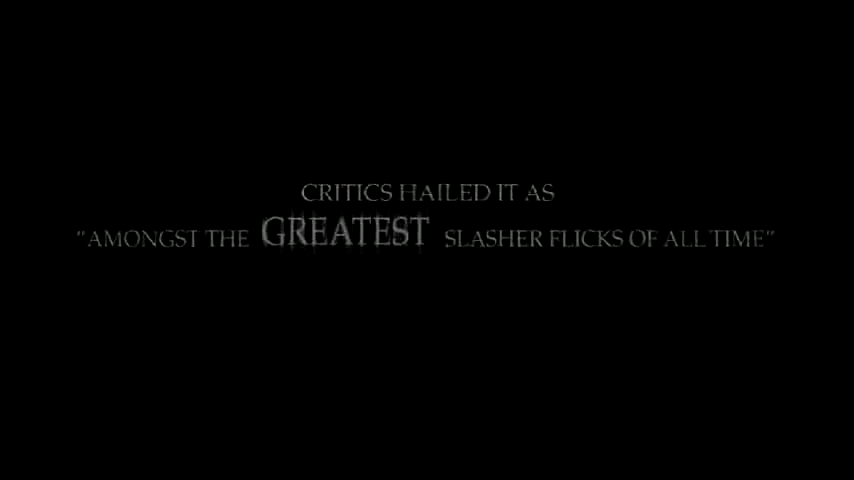 CRITICS HAILED IT AS
"AMONGST THE GREATEST SLASHER FLICKS OF ALL TIME"